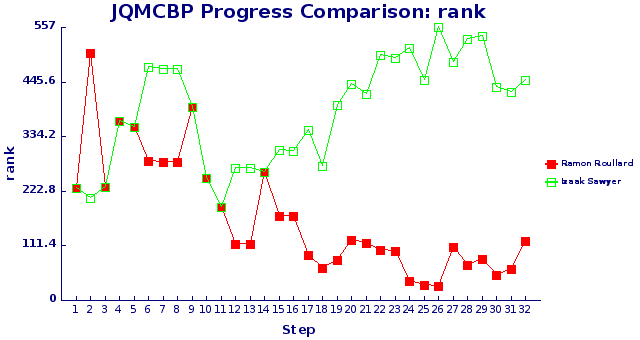 JQMCBP Progress Comparison: rank
557
445.6
334.2
222.8
111.4
0
rank
1 2 3 4 5 6 7 8 9 10 11 12 13 14 15 16 17 18 19 20 21 22 23 24 25 26 27 28 29 30 31 32
Step
Ramon Roullard
Izaak Sawyer